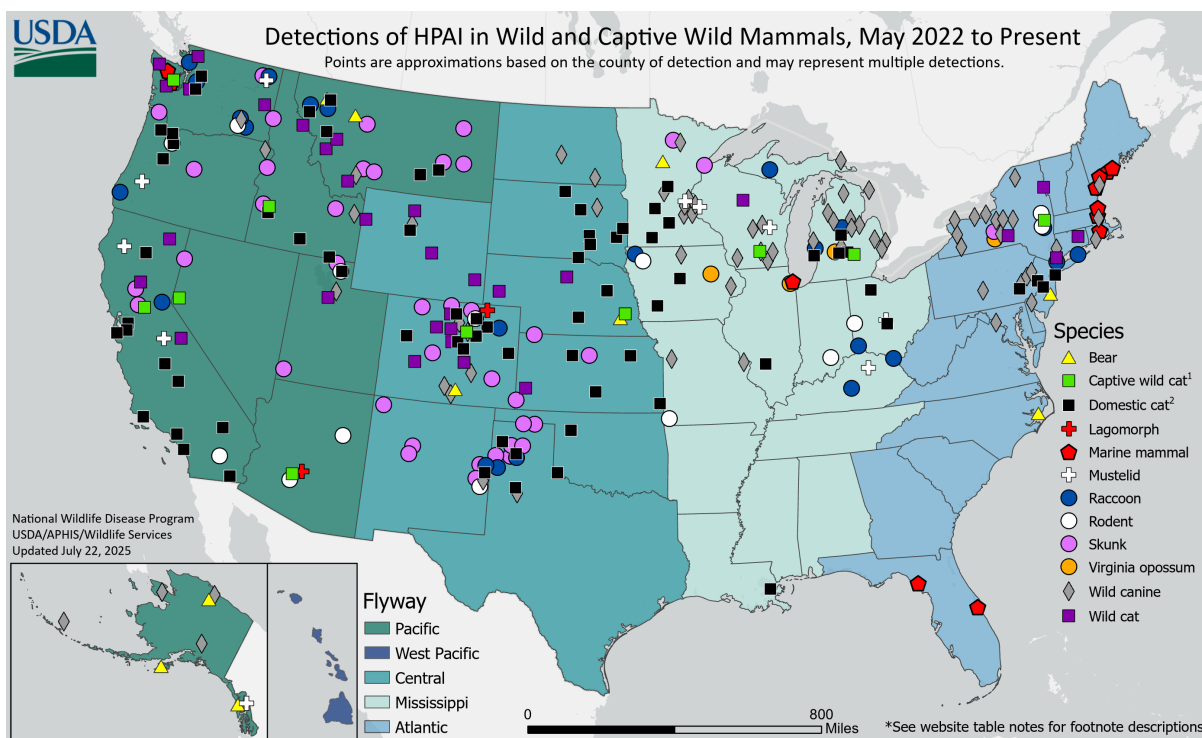 USDA
Detections of HPAI in Wild and Captive Wild Mammals, May 2022 to Present
Points are approximations based on the county of detection and may represent multiple detections.
Species
Bear
Captive wild cat¹
Domestic cat²
Lagomorph
Marine mammal
Mustelid
Raccoon
Rodent
Skunk
Virginia opossum
Wild canine
Wild cat
National Wildlife Disease Program
USDA/APHIS/Wildlife Services
Updated July 22, 2025
Flyway
Pacific
West Pacific
Central
Mississippi
Atlantic
0 800
Miles
*See website table notes for footnote descriptions